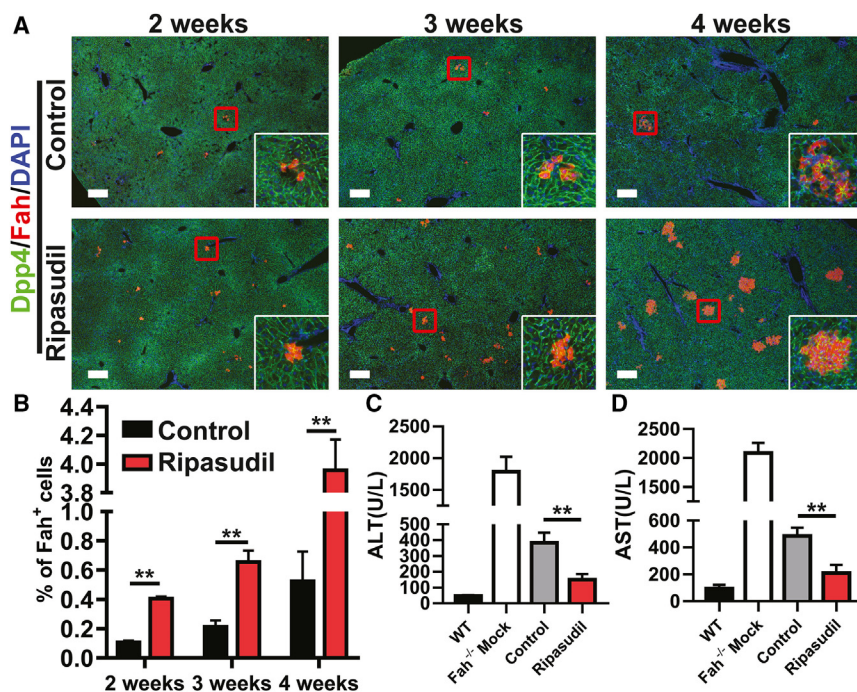 A
2 weeks
3 weeks
4 weeks
Dpp4/Fah/DAPI
Control
Ripasudil
B
% of Fah⁺ cells
4.4
4.2
4.0
3.8
1.0
0.8
0.6
0.4
0.2
0.0
Control
Ripasudil
**
**
**
2 weeks
3 weeks
4 weeks
C
ALT(U/L)
2500
2000
1500
400
300
200
100
0
**
WT
Fah⁻/⁻ Mock
Control
Ripasudil
D
AST(U/L)
2500
2000
1500
600
400
200
0
**
WT
Fah⁻/⁻ Mock
Control
Ripasudil